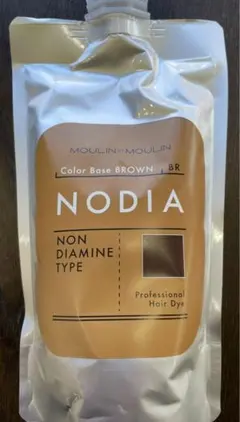 MOULIN MOULIN
Color Base BROWN BR
NODIA
NON
DIAMINE
TYPE
Professional
Hair Dye